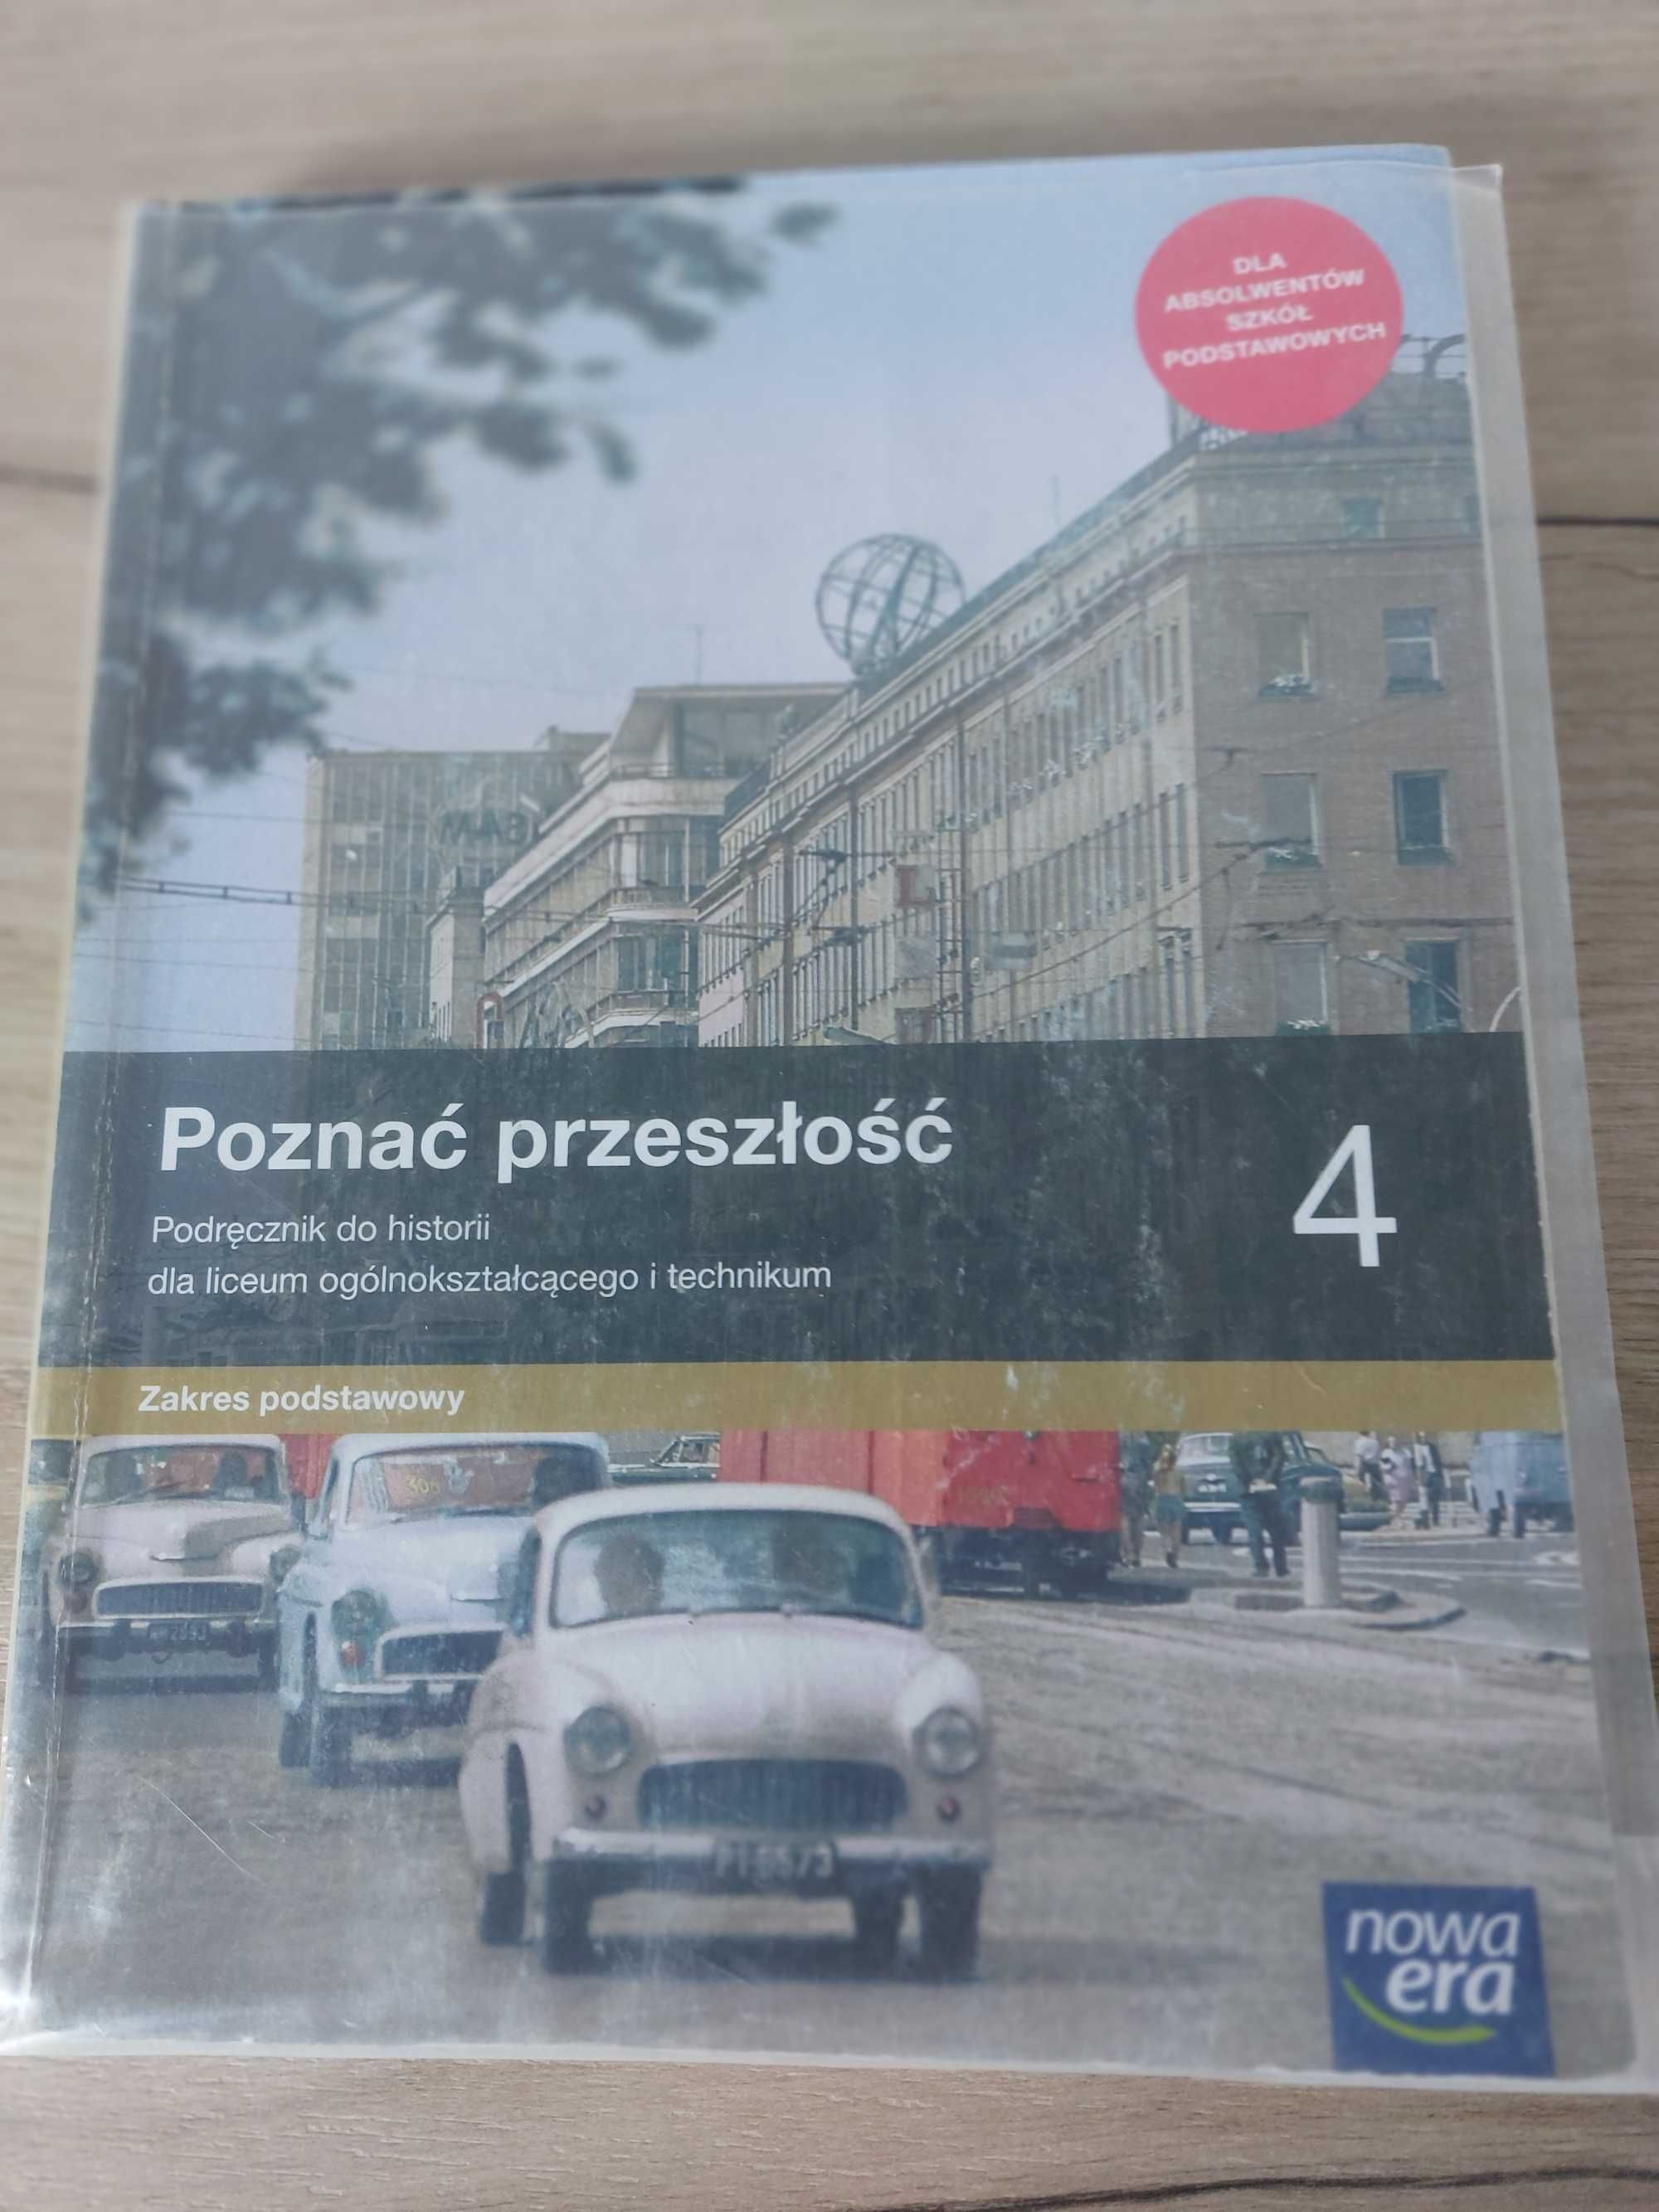 DLA
ABSOLWENTÓW
SZKÓŁ
PODSTAWOWYCH
Poznać przeszłość
4
Podręcznik do historii
dla liceum ogólnokształcącego i technikum
Zakres podstawowy
nowa
era